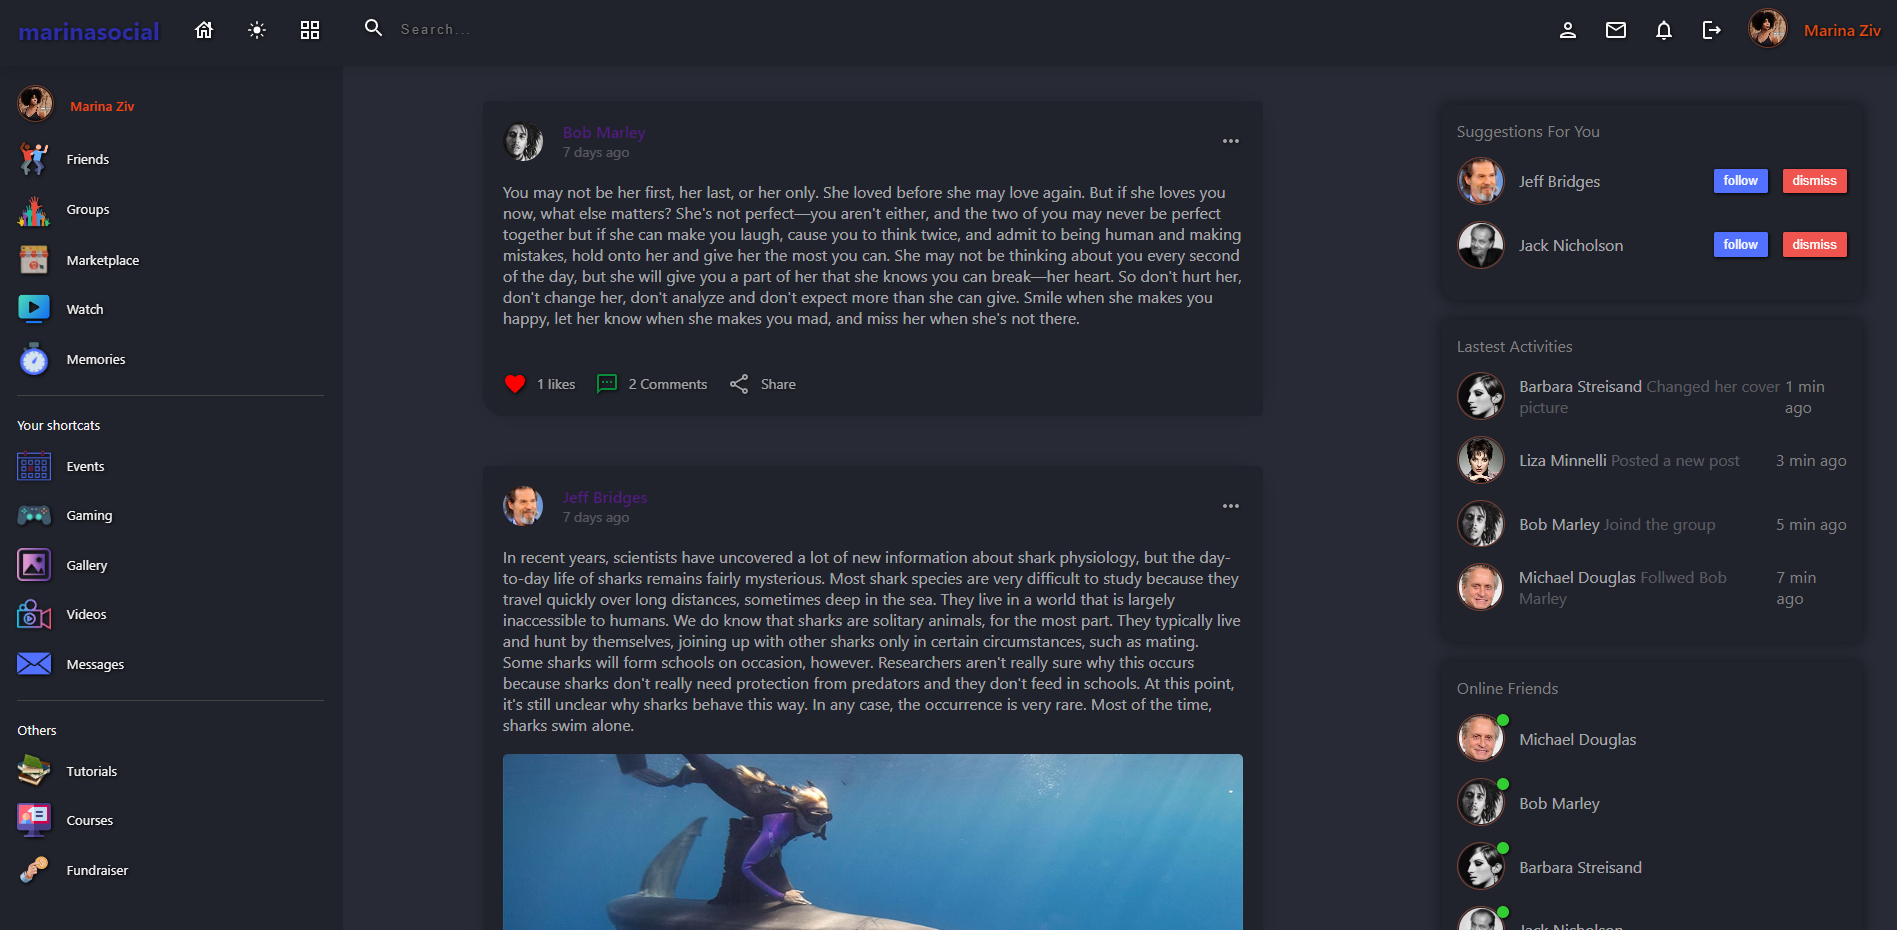 marinasocial
Search...
Marina Ziv
Marina Ziv
Friends
Groups
Marketplace
Watch
Memories
Your shortcats
Events
Gaming
Gallery
Videos
Messages
Others
Tutorials
Courses
Fundraiser
Bob Marley
7 days ago
You may not be her first, her last, or her only. She loved before she may love again. But if she loves you
now, what else matters? She's not perfect—you aren't either, and the two of you may never be perfect
together but if she can make you laugh, cause you to think twice, and admit to being human and making
mistakes, hold onto her and give her the most you can. She may not be thinking about you every second
of the day, but she will give you a part of her that she knows you can break—her heart. So don't hurt her,
don't change her, don't analyze and don't expect more than she can give. Smile when she makes you
happy, let her know when she makes you mad, and miss her when she's not there.
1 likes
2 Comments
Share
Jeff Bridges
7 days ago
In recent years, scientists have uncovered a lot of new information about shark physiology, but the day-
to-day life of sharks remains fairly mysterious. Most shark species are very difficult to study because they
travel quickly over long distances, sometimes deep in the sea. They live in a world that is largely
inaccessible to humans. We do know that sharks are solitary animals, for the most part. They typically live
and hunt by themselves, joining up with other sharks only in certain circumstances, such as mating.
Some sharks will form schools on occasion, however. Researchers aren't really sure why this occurs
because sharks don't really need protection from predators and they don't feed in schools. At this point,
it's still unclear why sharks behave this way. In any case, the occurrence is very rare. Most of the time,
sharks swim alone.
Suggestions For You
Jeff Bridges follow dismiss
Jack Nicholson follow dismiss
Lastest Activities
Barbara Streisand Changed her cover 1 min
picture ago
Liza Minnelli Posted a new post 3 min ago
Bob Marley Joind the group 5 min ago
Michael Douglas Follwed Bob 7 min
Marley ago
Online Friends
Michael Douglas
Bob Marley
Barbara Streisand
Jack Nicholson